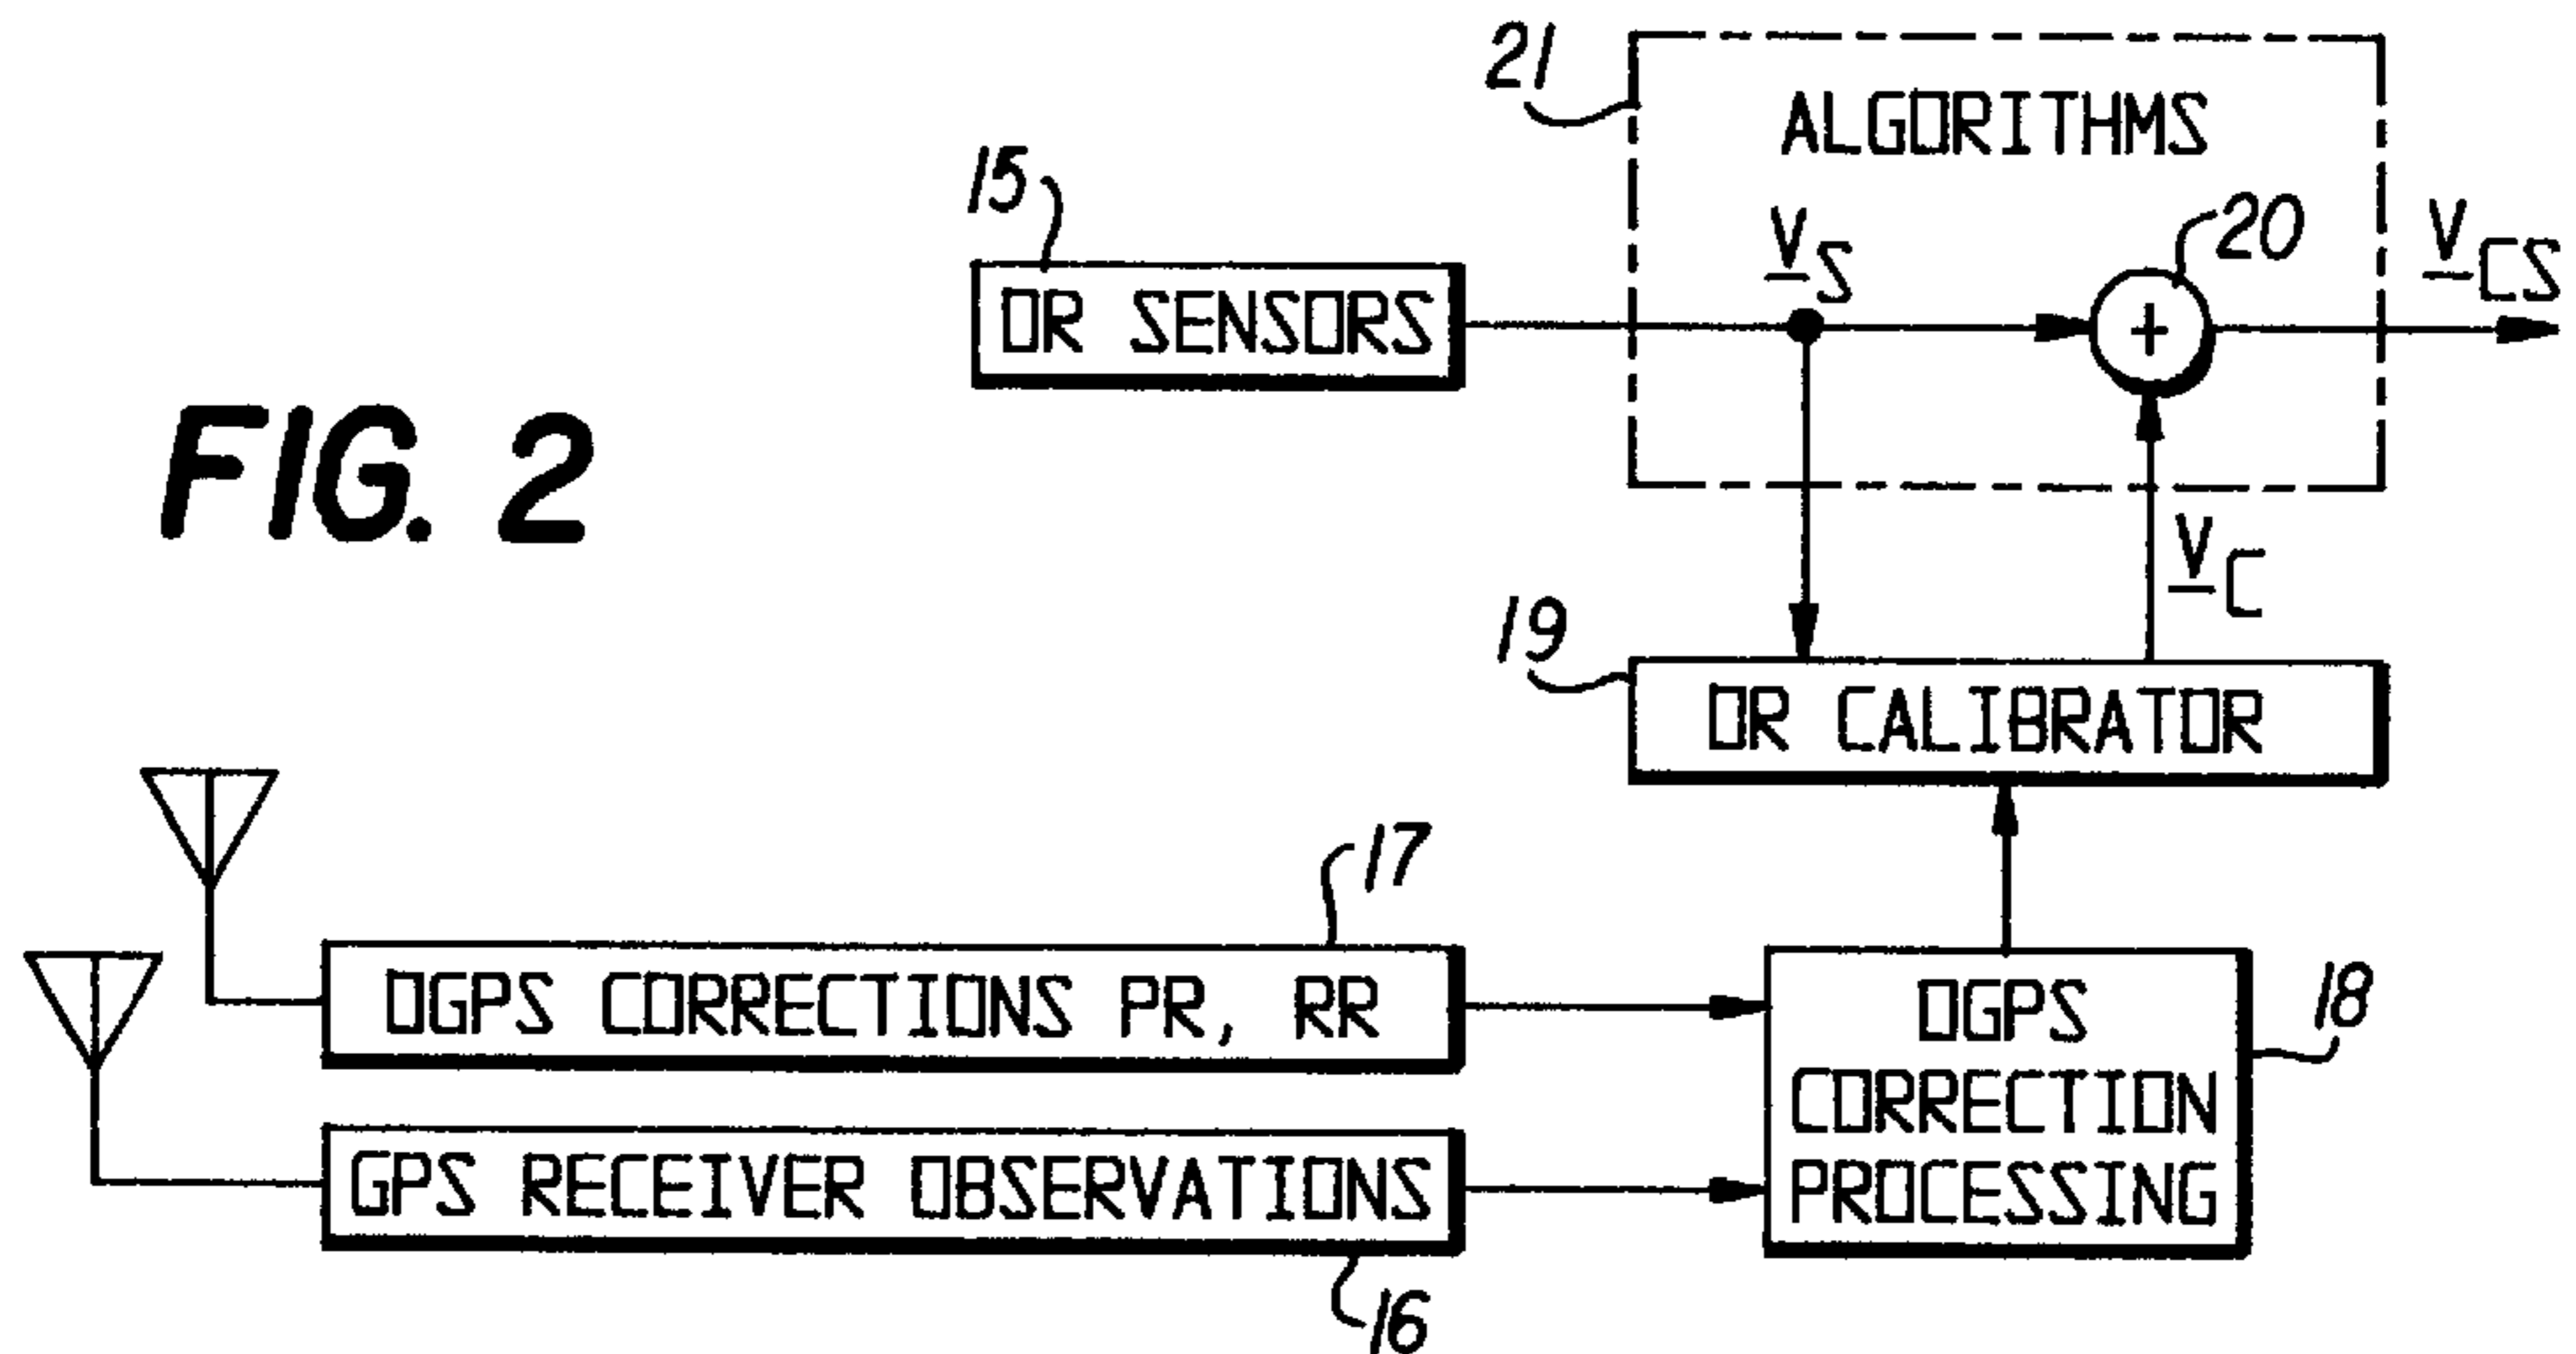 21
ALGORITHMS
15
V_S
20
V_CS
DR SENSORS
+
FIG. 2
V_C
19
DR CALIBRATOR
17
DGPS CORRECTIONS PR, RR
DGPS
CORRECTION
PROCESSING
18
GPS RECEIVER OBSERVATIONS
16